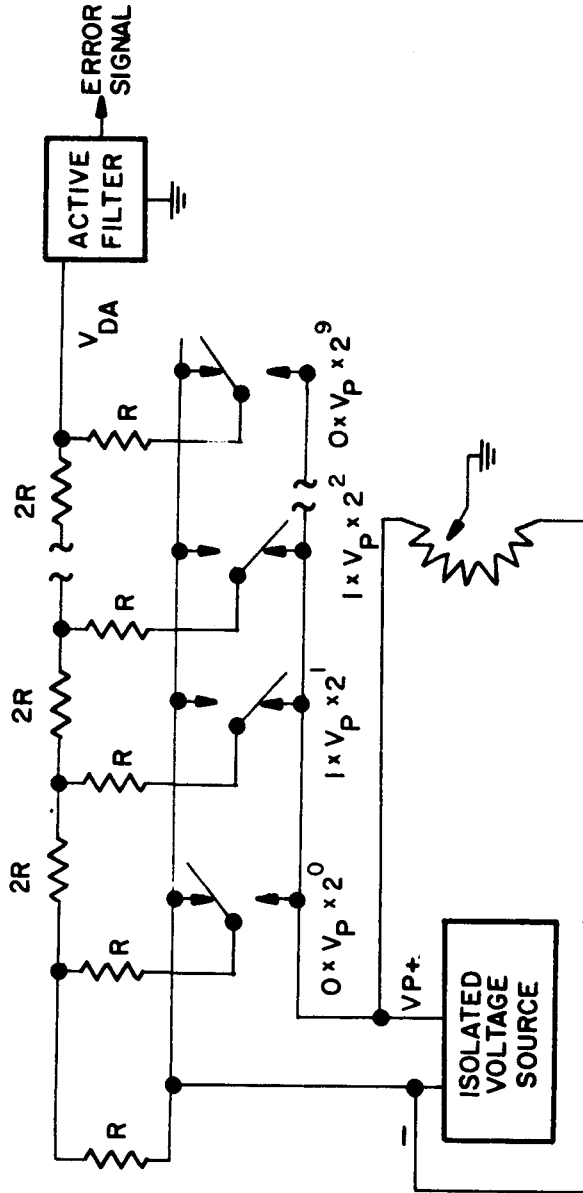 2R
2R
2R
R
R
R
R
R
V_DA
ACTIVE
FILTER
ERROR
SIGNAL
0 x V_P x 2^0
1 x V_P x 2^1
1 x V_P x 2^2
0 x V_P x 2^9
VP+
−
ISOLATED
VOLTAGE
SOURCE